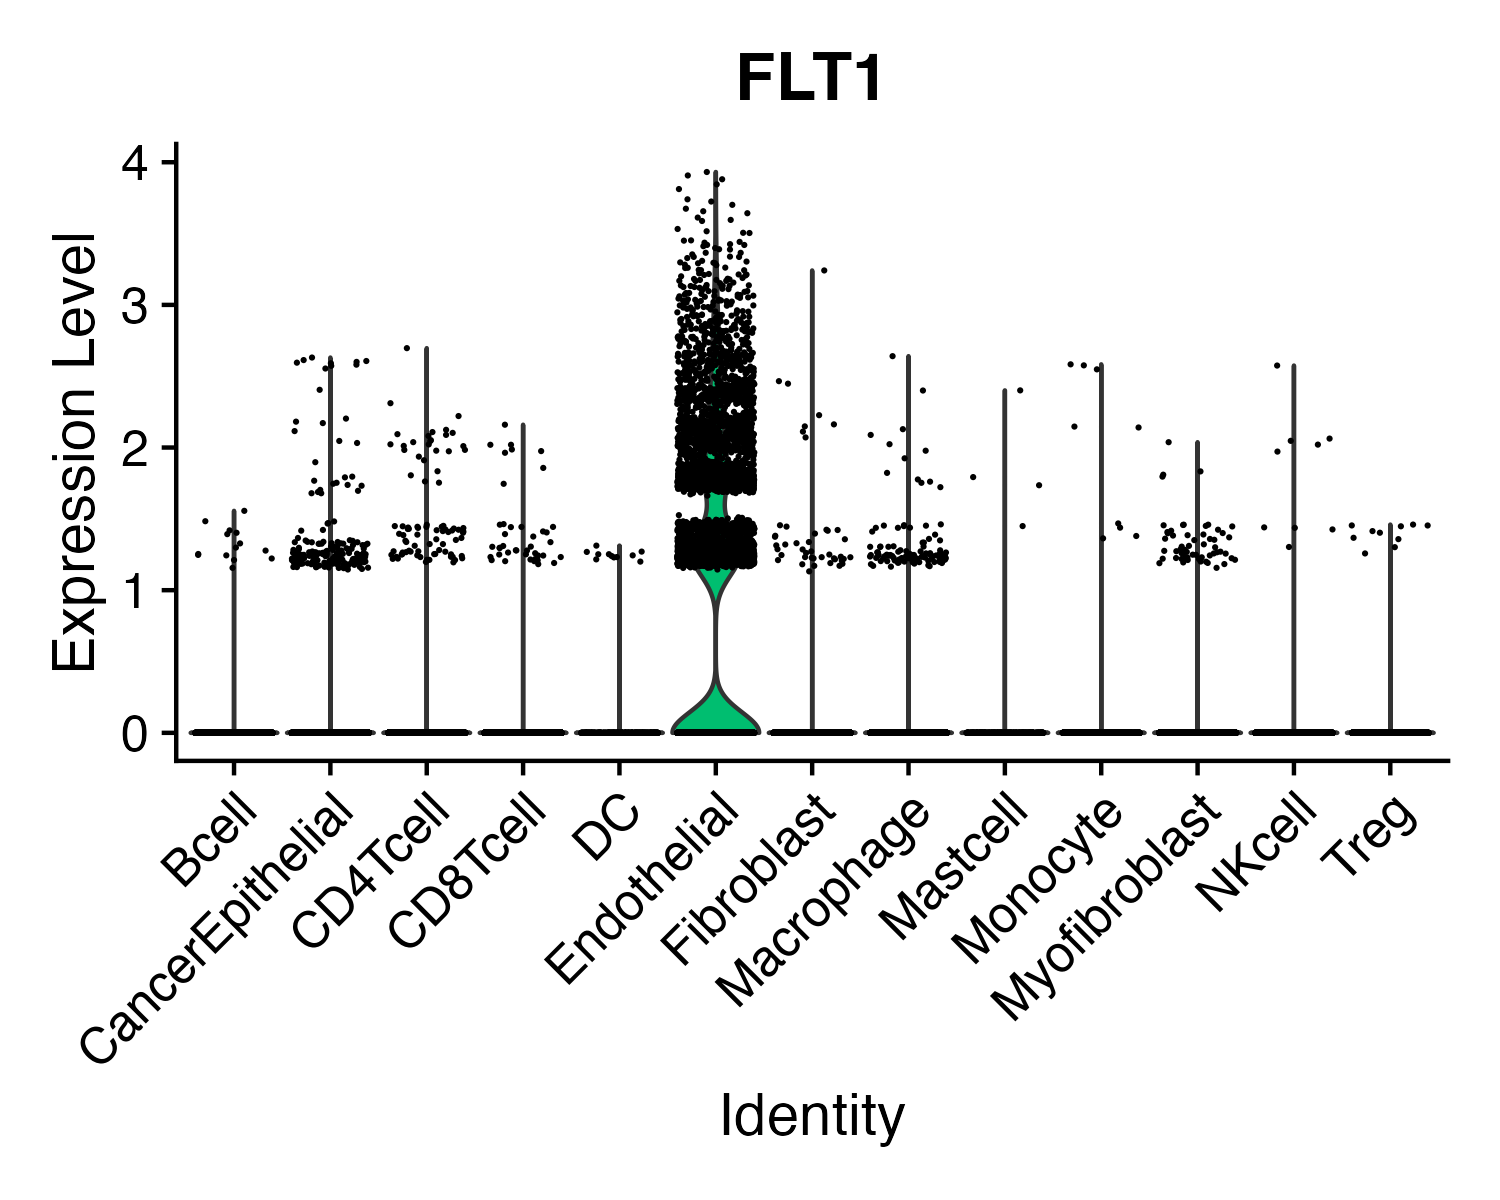 FLT1
Expression Level
4
3
2
1
0
Bcell
CancerEpithelial
CD4Tcell
CD8Tcell
DC
Endothelial
Fibroblast
Macrophage
Mastcell
Monocyte
Myofibroblast
NKcell
Treg
Identity